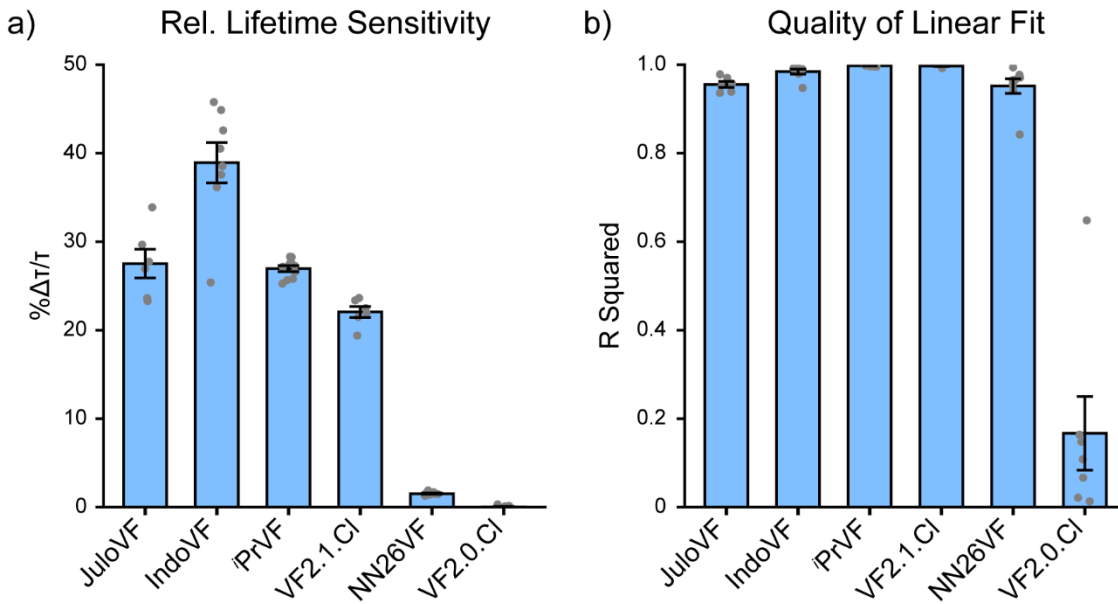 a) Rel. Lifetime Sensitivity
%Δτ/τ
50
40
30
20
10
0
JuloVF
IndoVF
iPrVF
VF2.1.Cl
NN26VF
VF2.0.Cl
b) Quality of Linear Fit
R Squared
1.0
0.8
0.6
0.4
0.2
0
JuloVF
IndoVF
iPrVF
VF2.1.Cl
NN26VF
VF2.0.Cl